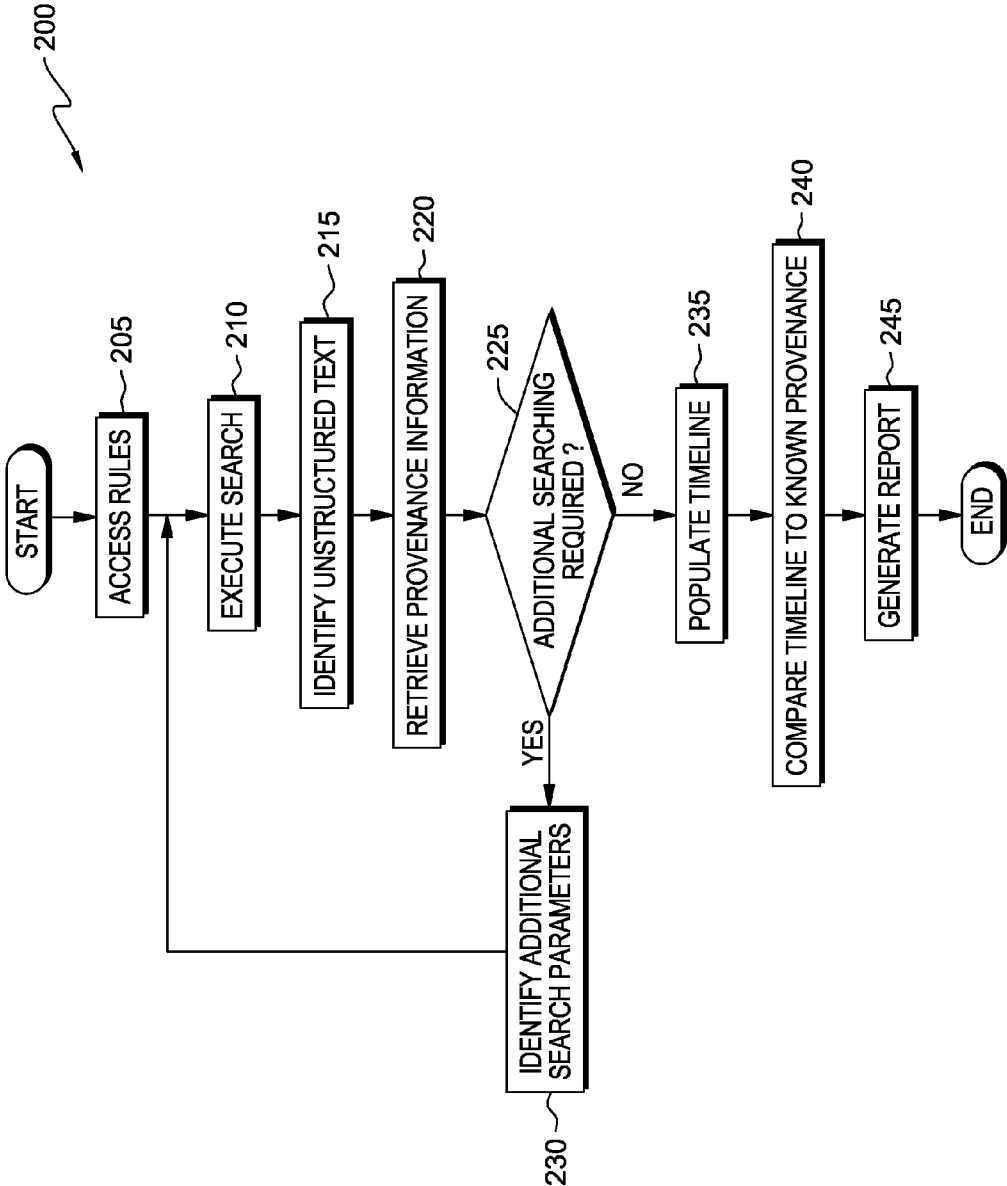 200
START
ACCESS RULES
205
EXECUTE SEARCH
210
IDENTIFY UNSTRUCTURED TEXT
215
RETRIEVE PROVENANCE INFORMATION
220
ADDITIONAL SEARCHING
REQUIRED ?
225
YES
IDENTIFY ADDITIONAL
SEARCH PARAMETERS
230
NO
POPULATE TIMELINE
235
COMPARE TIMELINE TO KNOWN PROVENANCE
240
GENERATE REPORT
245
END